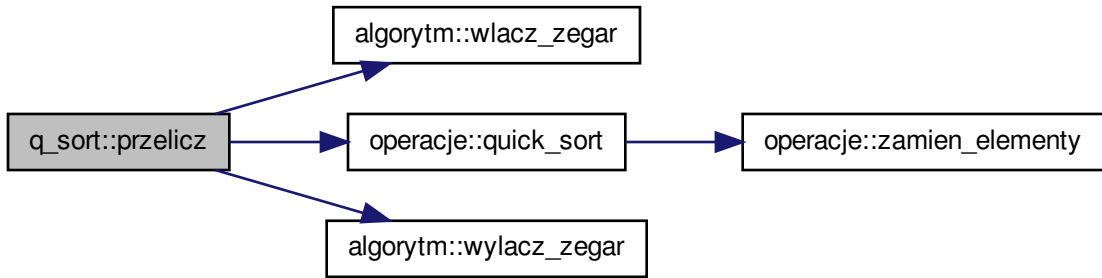 algorytm::wlacz_zegar
q_sort::przelicz
operacje::quick_sort
operacje::zamien_elementy
algorytm::wylacz_zegar